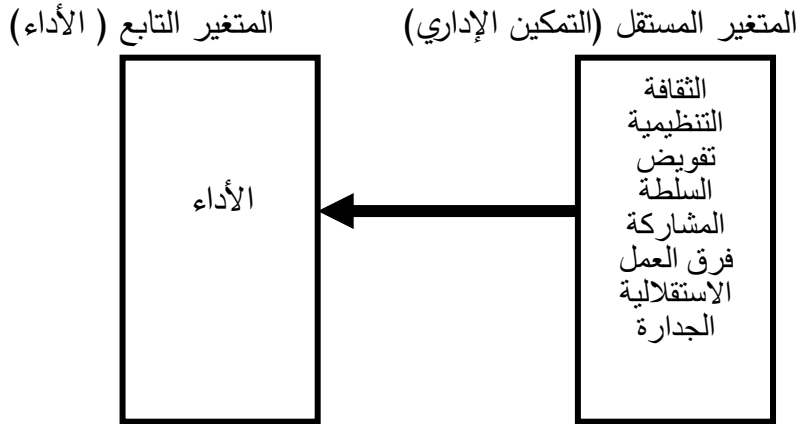 المتغير المستقل (التمكين الإداري)
المتغير التابع ( الأداء)
الثقافة
التنظيمية
تفويض
السلطة
المشاركة
فرق العمل
الاستقلالية
الجدارة
الأداء